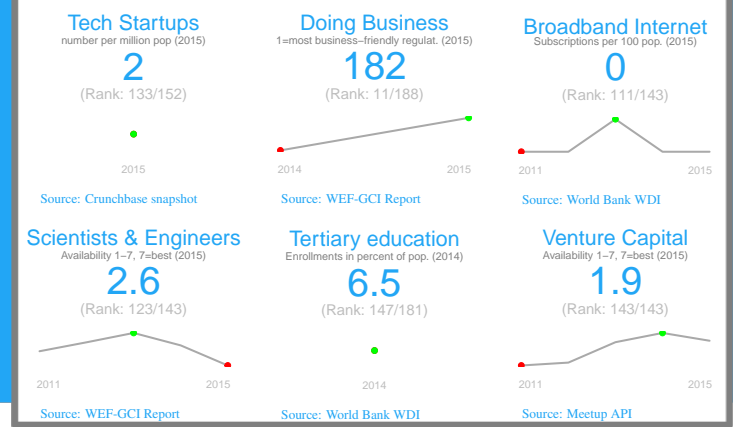 Tech Startups
number per million pop (2015)
2
(Rank: 133/152)
2015
Source: Crunchbase snapshot
Doing Business
1=most business−friendly regulat. (2015)
182
(Rank: 11/188)
2014 2015
Source: WEF-GCI Report
Broadband Internet
Subscriptions per 100 pop. (2015)
0
(Rank: 111/143)
2011 2015
Source: World Bank WDI
Scientists & Engineers
Availability 1−7, 7=best (2015)
2.6
(Rank: 123/143)
2011 2015
Source: WEF-GCI Report
Tertiary education
Enrollments in percent of pop. (2014)
6.5
(Rank: 147/181)
2014
Source: World Bank WDI
Venture Capital
Availability 1−7, 7=best (2015)
1.9
(Rank: 143/143)
2011 2015
Source: Meetup API